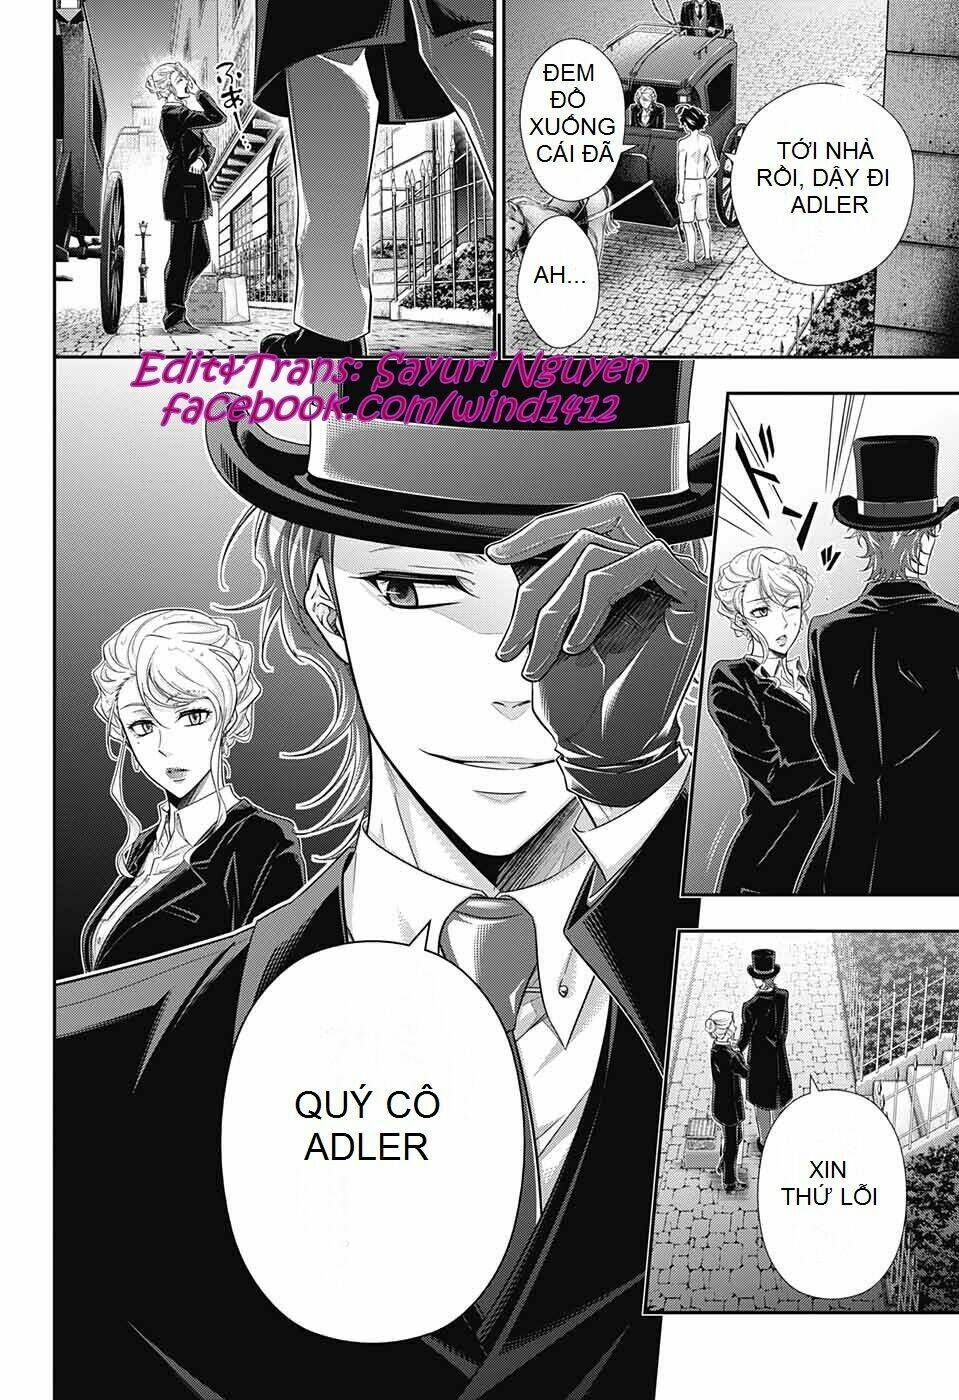 TỚI NHÀ
RỒI, DẬY ĐI
ADLER
ĐEM
ĐỒ
XUỐNG
CÁI ĐÃ
AH...
ふぁ〜
Edit&Trans: Sayuri Nguyen
facebook.com/wind1412
XIN
THỨ LỖI
QUÝ CÔ
ADLER